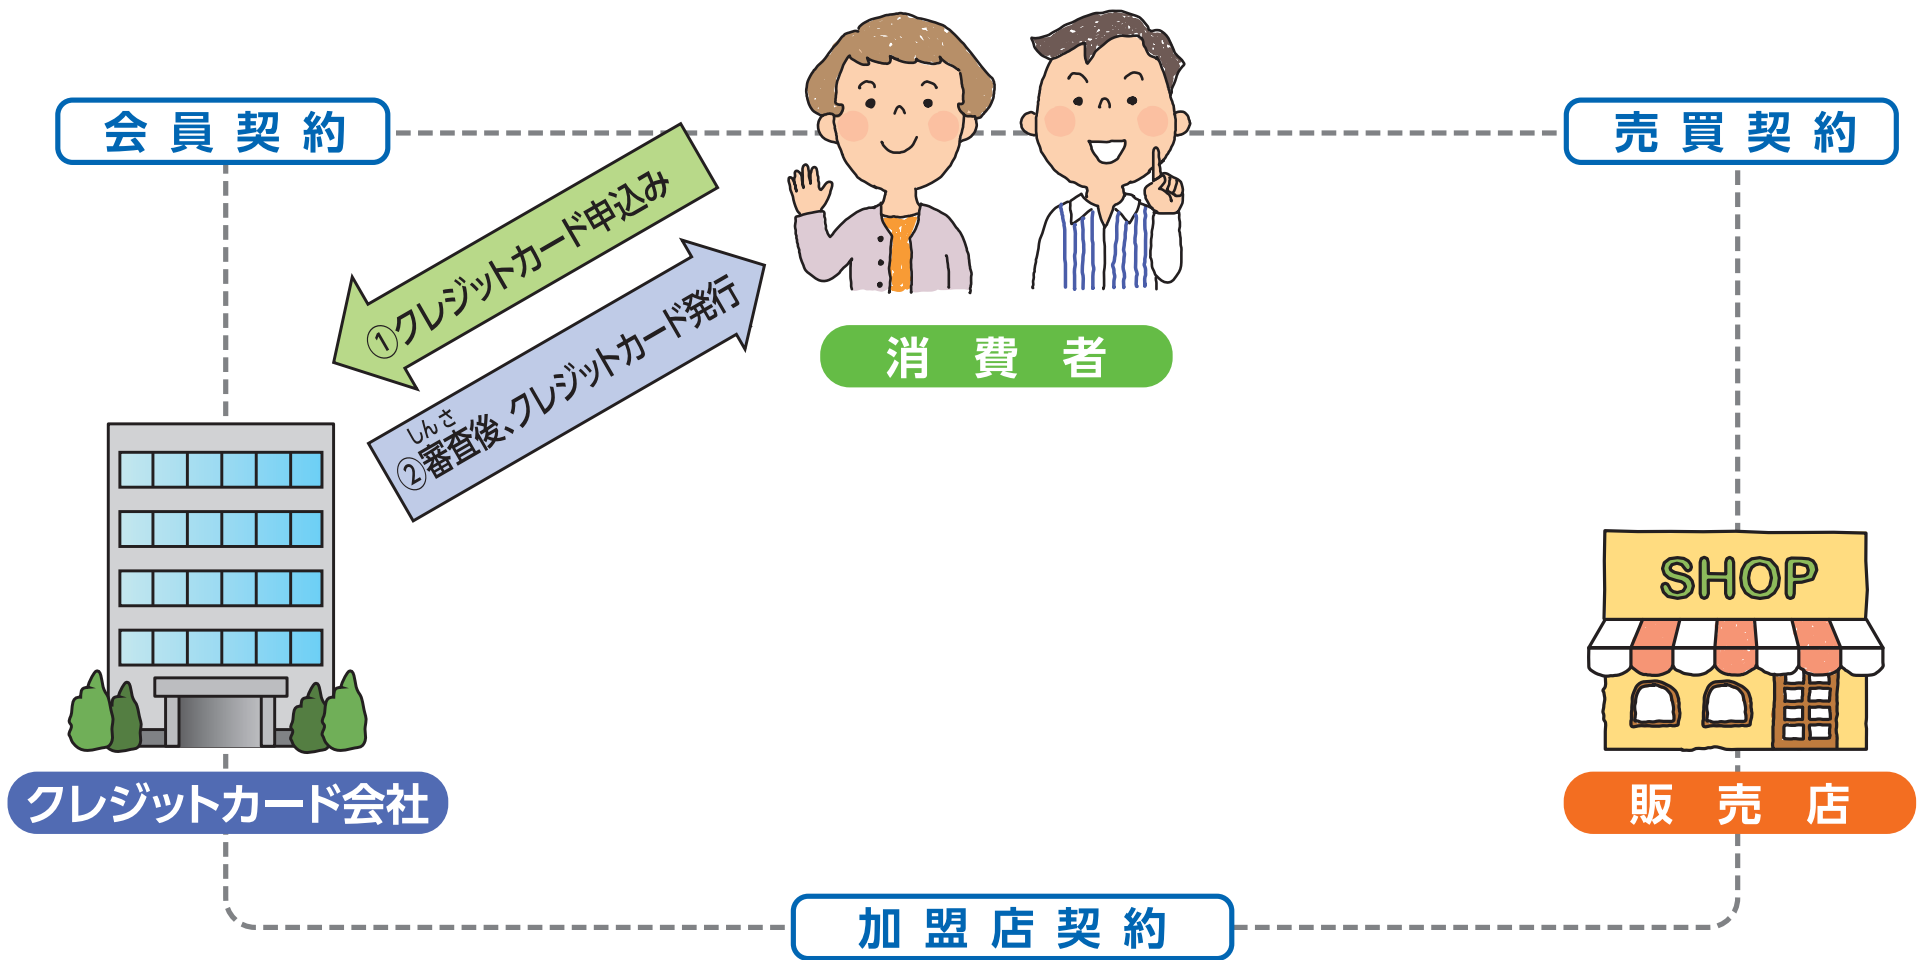 会員契約
売買契約
①クレジットカード申込み
しんさ
②審査後、クレジットカード発行
消費者
SHOP
クレジットカード会社
販売店
加盟店契約